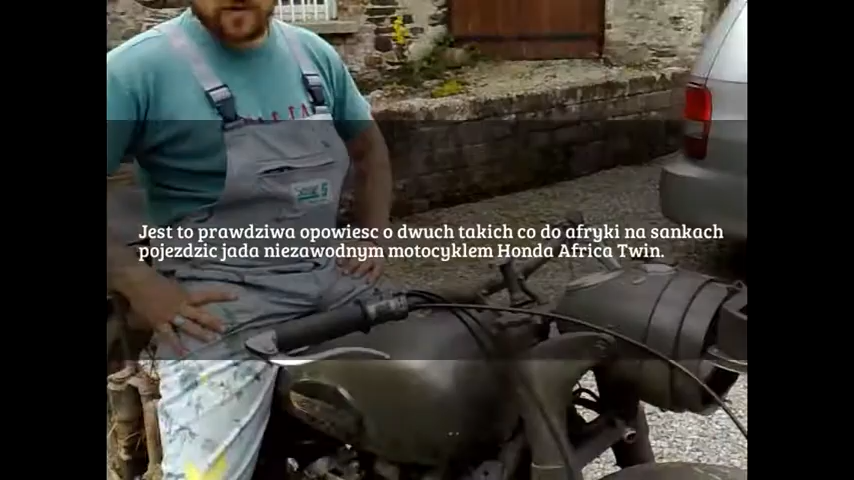 Jest to prawdziwa opowiesc o dwuch takich co do afryki na sankach
pojezdzic jada niezawodnym motocyklem Honda Africa Twin.